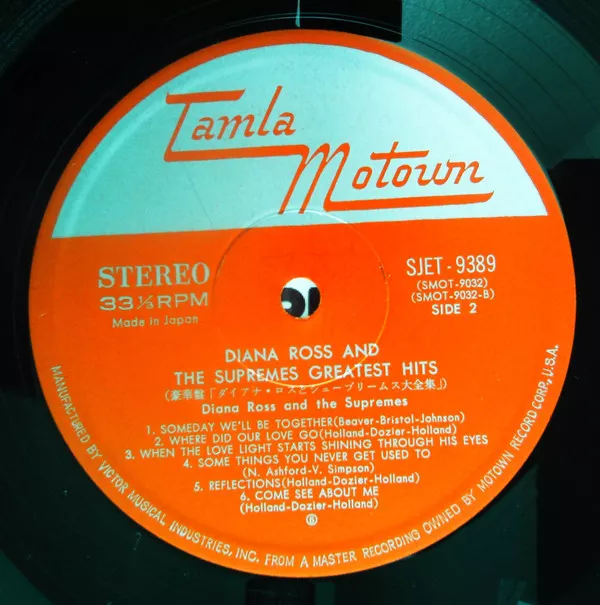 Tamla
Motown
STEREO
33⅓RPM
Made in Japan
SJET-9389
(SMOT-9032)
(SMOT-9032-B)
SIDE 2
DIANA ROSS AND
THE SUPREMES GREATEST HITS
(豪華盤「ダイアナ・ロスとシュープリームス大全集」)
Diana Ross and the Supremes
1. SOMEDAY WE'LL BE TOGETHER(Beaver-Bristol-Johnson)
2. WHERE DID OUR LOVE GO(Holland-Dozier-Holland)
3. WHEN THE LOVE LIGHT STARTS SHINING THROUGH HIS EYES
4. SOME THINGS YOU NEVER GET USED TO
(N. Ashford-V. Simpson)
5. REFLECTIONS(Holland-Dozier-Holland)
6. COME SEE ABOUT ME
(Holland-Dozier-Holland)
Ⓟ
MANUFACTURED BY VICTOR MUSICAL INDUSTRIES, INC. FROM A MASTER RECORDING OWNED BY MOTOWN RECORD CORP., U.S.A.